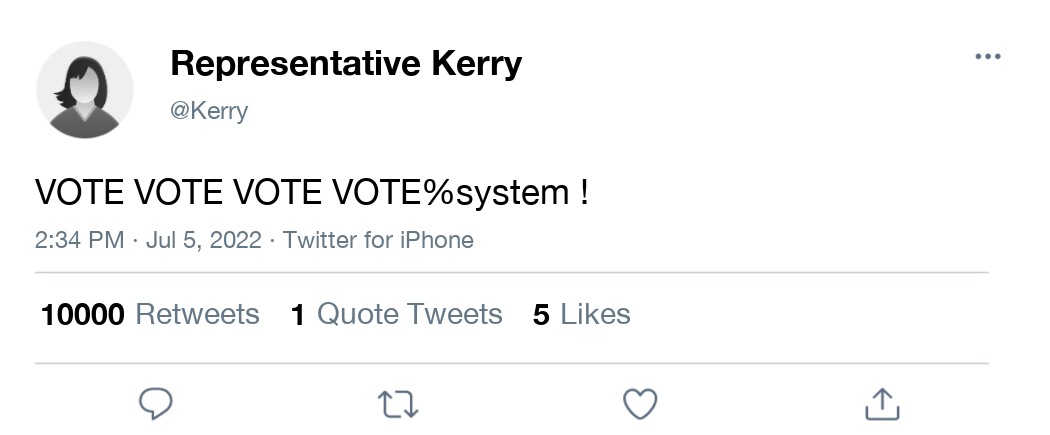 Representative Kerry
@Kerry
VOTE VOTE VOTE VOTE%system !
2:34 PM · Jul 5, 2022 · Twitter for iPhone
10000 Retweets 1 Quote Tweets 5 Likes